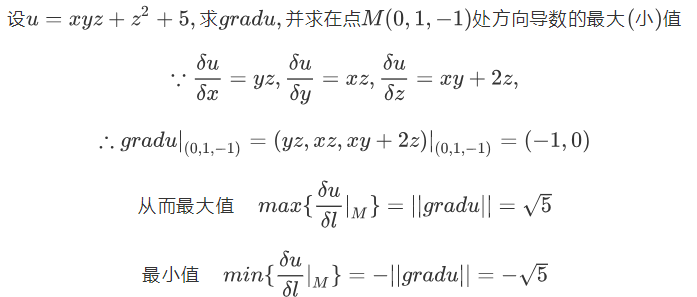 设u = xyz + z² + 5, 求gradu, 并求在点M(0, 1, −1)处方向导数的最大(小)值
∵ δu/δx = yz, δu/δy = xz, δu/δz = xy + 2z,
∴ gradu|(0,1,−1) = (yz, xz, xy + 2z)|(0,1,−1) = (−1, 0)
从而最大值 max{δu/δl|M} = ||gradu|| = √5
最小值 min{δu/δl|M} = −||gradu|| = −√5